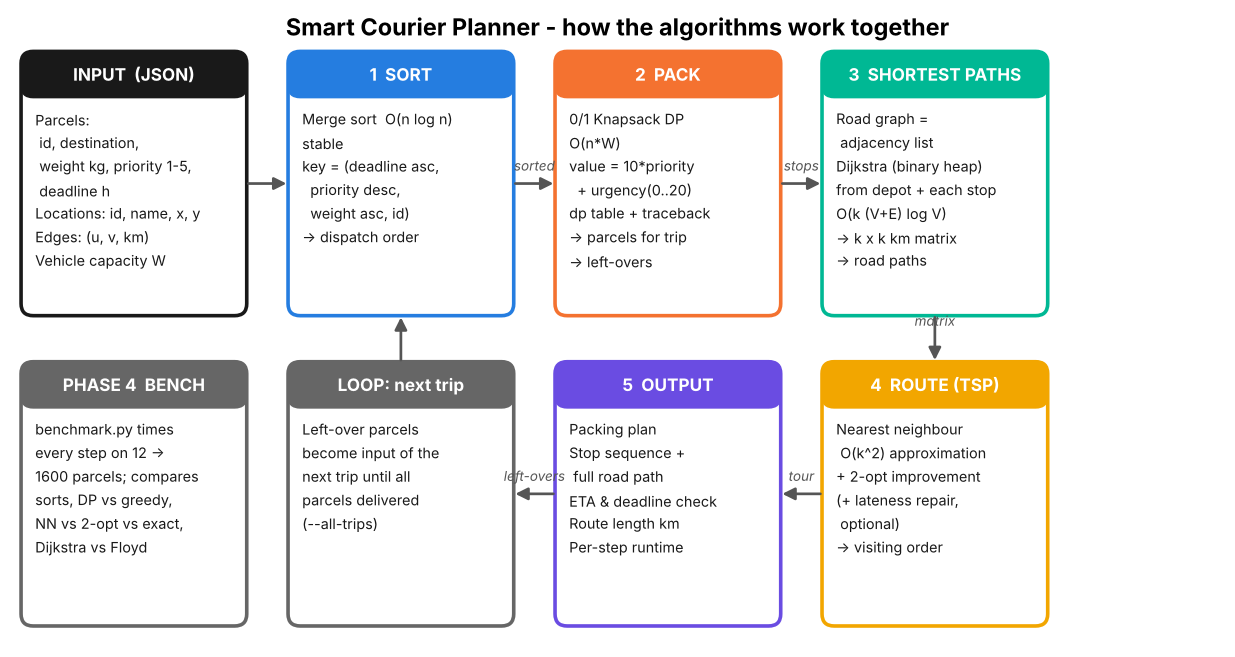 Smart Courier Planner - how the algorithms work together
INPUT (JSON)
Parcels:
id, destination,
weight kg, priority 1-5,
deadline h
Locations: id, name, x, y
Edges: (u, v, km)
Vehicle capacity W
1 SORT
Merge sort O(n log n)
stable
key = (deadline asc,
priority desc,
weight asc, id)
→ dispatch order
sorted
2 PACK
0/1 Knapsack DP
O(n*W)
value = 10*priority
+ urgency(0..20)
dp table + traceback
→ parcels for trip
→ left-overs
stops
3 SHORTEST PATHS
Road graph =
adjacency list
Dijkstra (binary heap)
from depot + each stop
O(k (V+E) log V)
→ k x k km matrix
→ road paths
matrix
PHASE 4 BENCH
benchmark.py times
every step on 12 →
1600 parcels; compares
sorts, DP vs greedy,
NN vs 2-opt vs exact,
Dijkstra vs Floyd
LOOP: next trip
Left-over parcels
become input of the
next trip until all
parcels delivered
(--all-trips)
left-overs
5 OUTPUT
Packing plan
Stop sequence +
full road path
ETA & deadline check
Route length km
Per-step runtime
tour
4 ROUTE (TSP)
Nearest neighbour
O(k^2) approximation
+ 2-opt improvement
(+ lateness repair,
optional)
→ visiting order